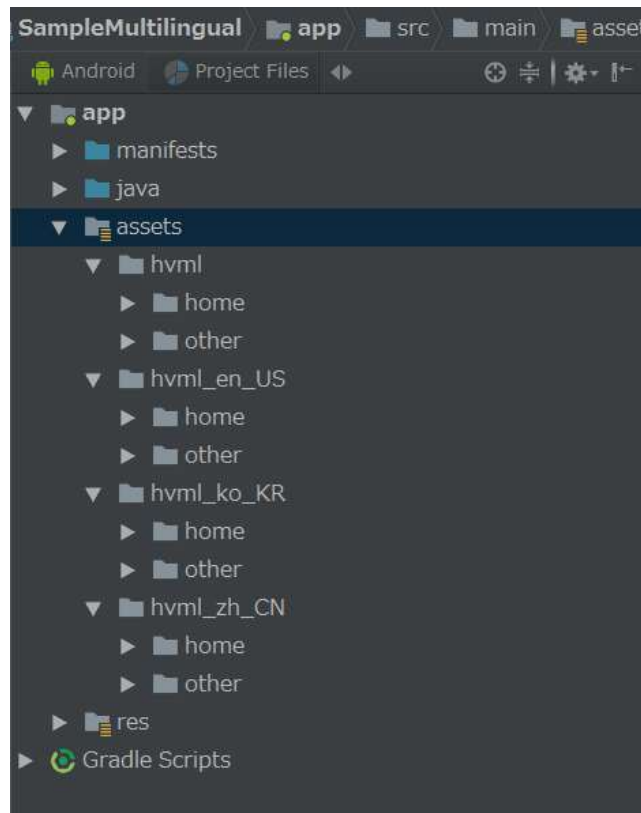 SampleMultilingual app src main asset
Android Project Files
app
manifests
java
assets
hvml
home
other
hvml_en_US
home
other
hvml_ko_KR
home
other
hvml_zh_CN
home
other
res
Gradle Scripts